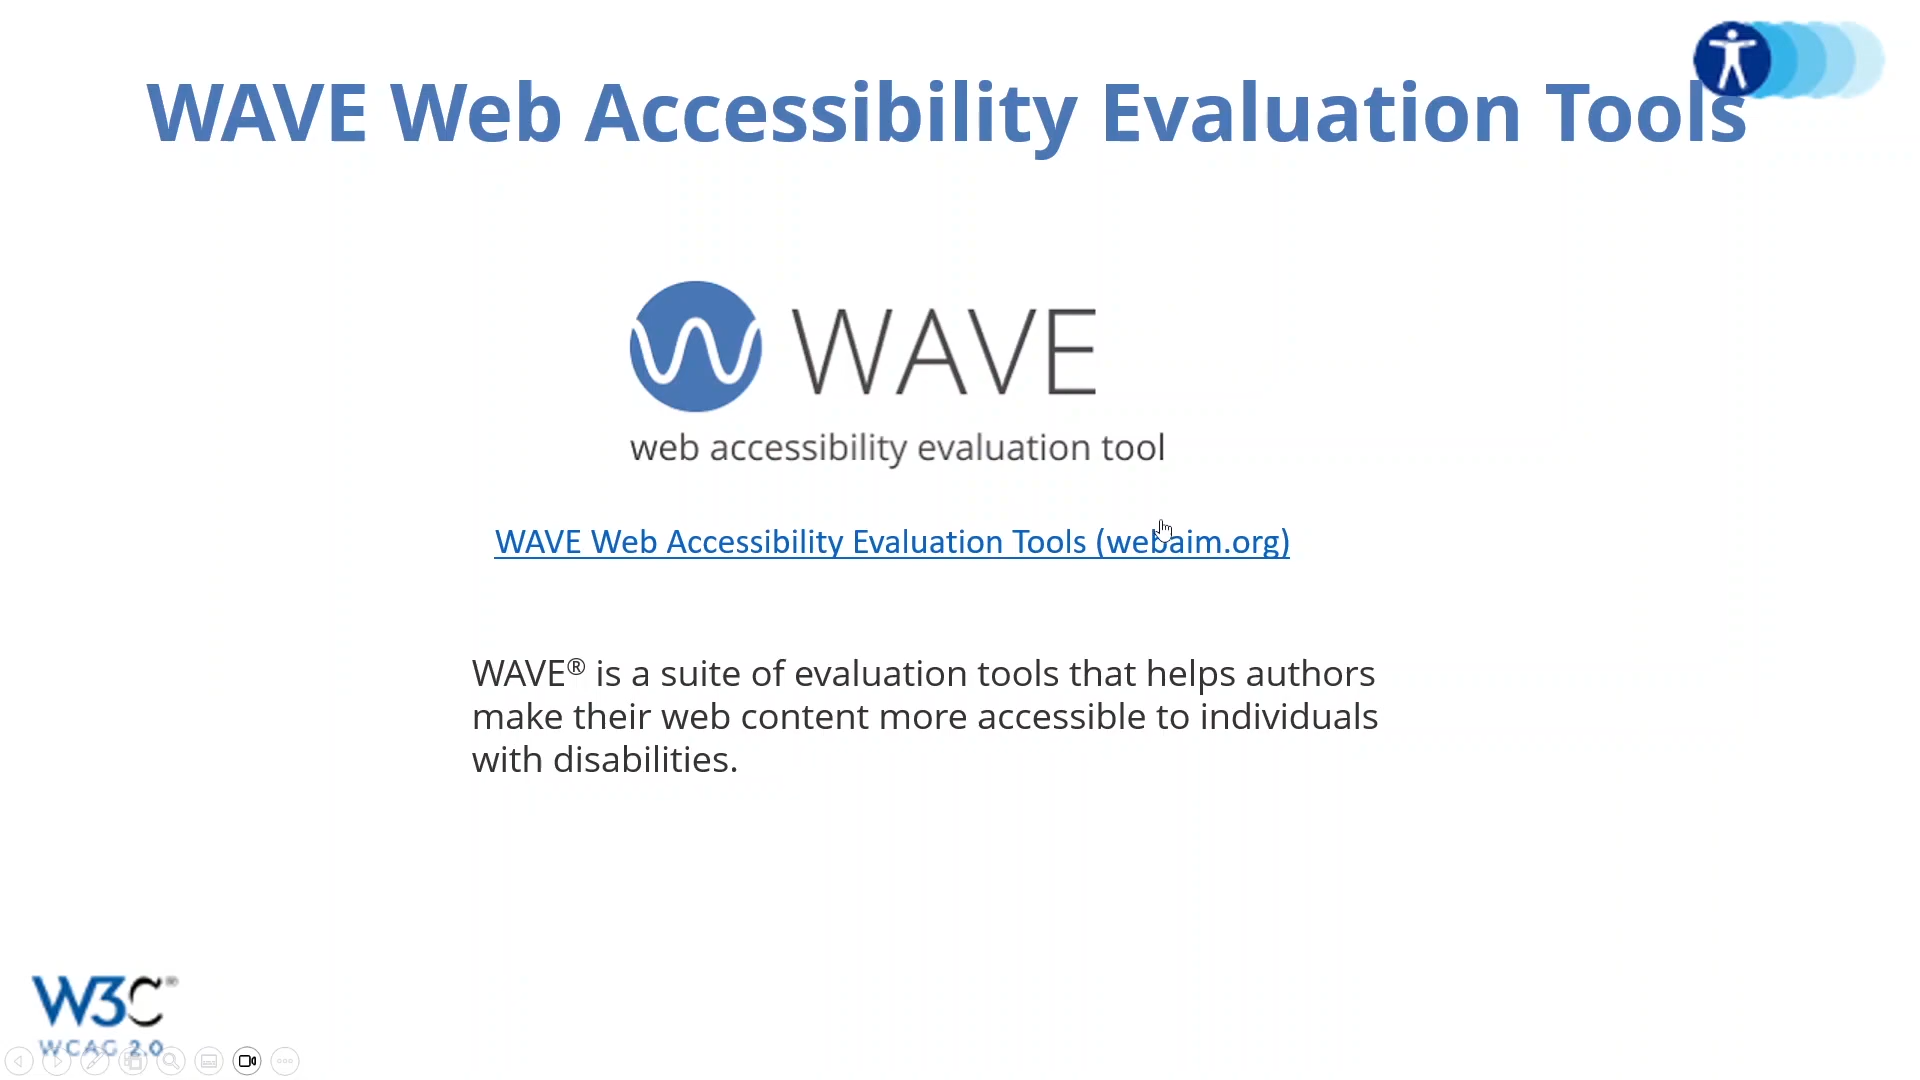 WAVE Web Accessibility Evaluation Tools
WAVE
web accessibility evaluation tool
WAVE Web Accessibility Evaluation Tools (webaim.org)
WAVE® is a suite of evaluation tools that helps authors
make their web content more accessible to individuals
with disabilities.
W3C®
WCAG 2.0